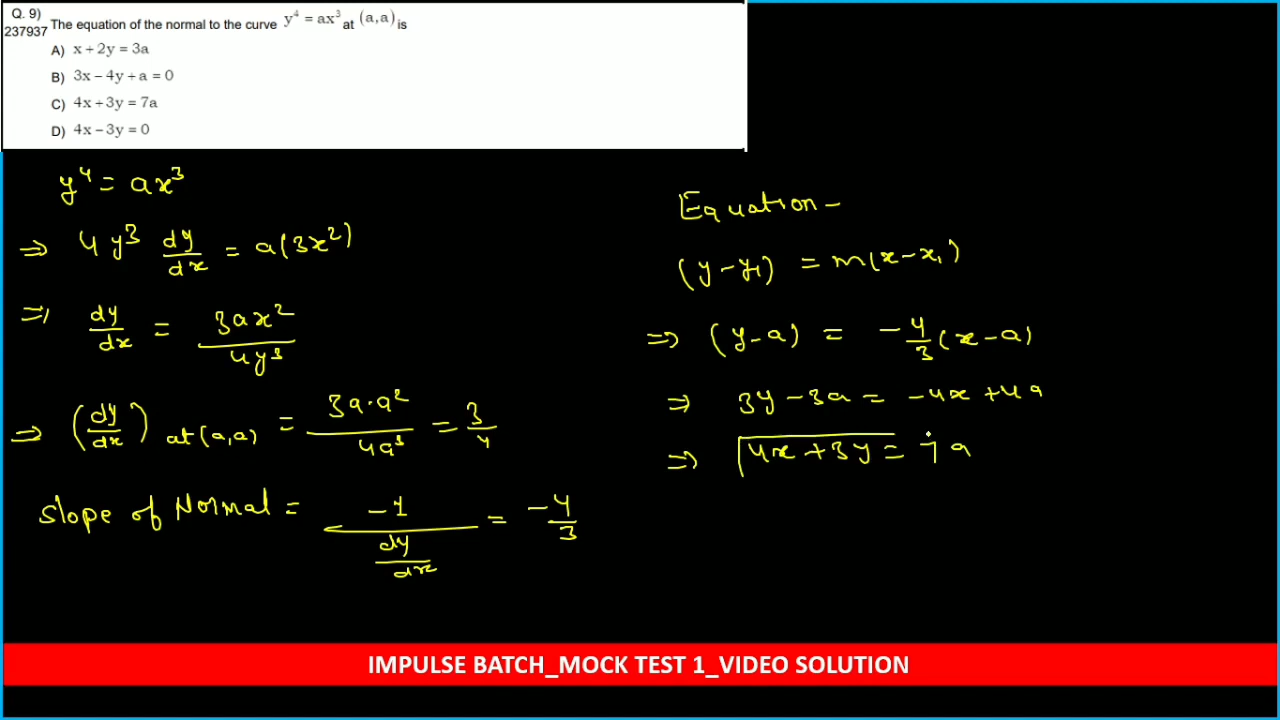 Q. 9)
237937 The equation of the normal to the curve y⁴ = ax³ at (a,a) is
A) x + 2y = 3a
B) 3x − 4y + a = 0
C) 4x + 3y = 7a
D) 4x − 3y = 0
y⁴ = ax³
⇒ 4y³ dy/dx = a(3x²)
⇒ dy/dx = 3ax²/4y³
⇒ (dy/dx) at (a,a) = 3a·a²/4a³ = 3/4
Slope of Normal = −1/(dy/dx) = −4/3
Equation −
(y−y₁) = m(x−x₁)
⇒ (y−a) = −4/3(x−a)
⇒ 3y − 3a = −4x + 4a
⇒ 4x + 3y = 7a
IMPULSE BATCH_MOCK TEST 1_VIDEO SOLUTION